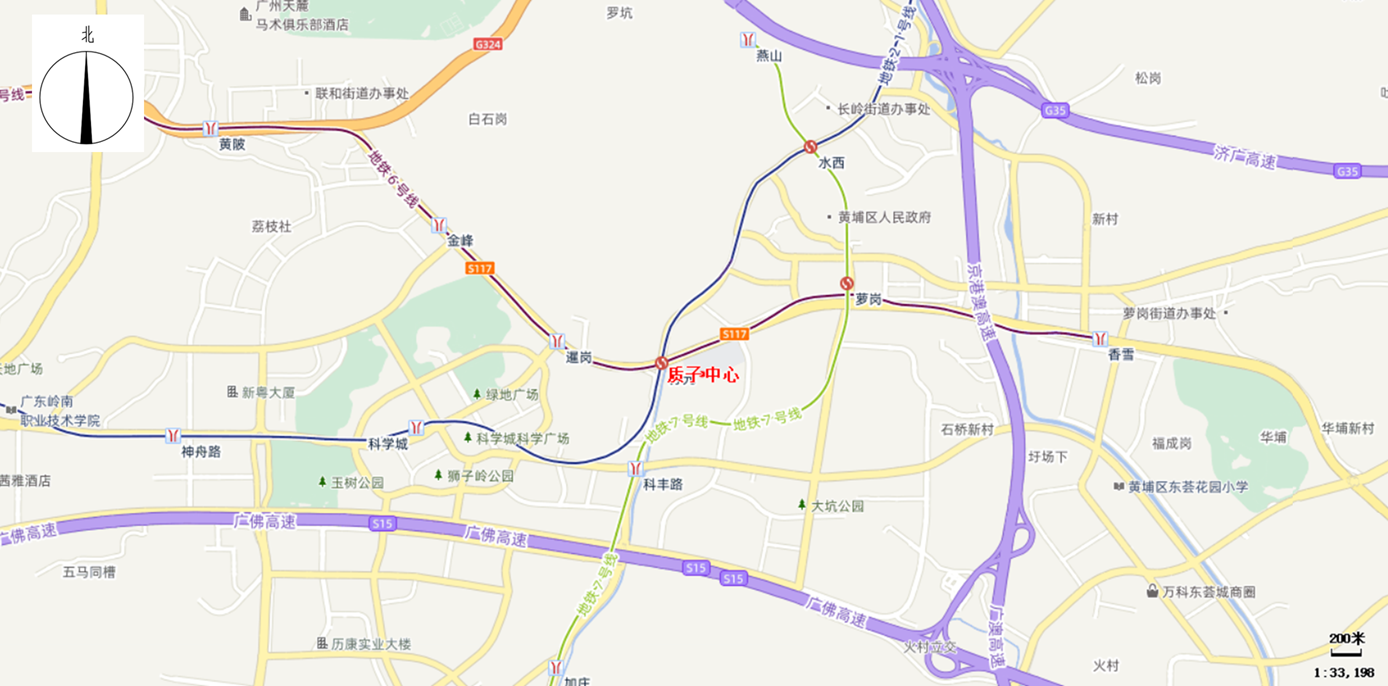 广州天麓
马术俱乐部酒店
罗坑
北
G324
燕山
地铁-2-1-号线
松岗
号线
联和街道办事处
长岭街道办事处
G35
白石岗
黄陂
济广高速
G35
水西
地铁6号线
荔枝社
金峰
黄埔区人民政府
新村
S117
京港澳高速
萝岗
萝岗街道办事处
S117
暹岗
香雪
质子中心
绿地广场
新粤大厦
广东岭南
职业技术学院
地铁-7-号线
地铁-7-号线
科学城
科学城科学广场
石桥新村
福成岗
华埔
华埔新村
神舟路
圩场下
狮子岭公园
玉树公园
茜雅酒店
科丰路
黄埔区东荟花园小学
大坑公园
广佛高速
广佛高速
S15
广佛高速
五马同槽
S15
S15
地铁-7-号线
广佛高速
万科东荟城商圈
历康实业大楼
火村立交
广澳高速
200米
火村
1:33,198
加庄